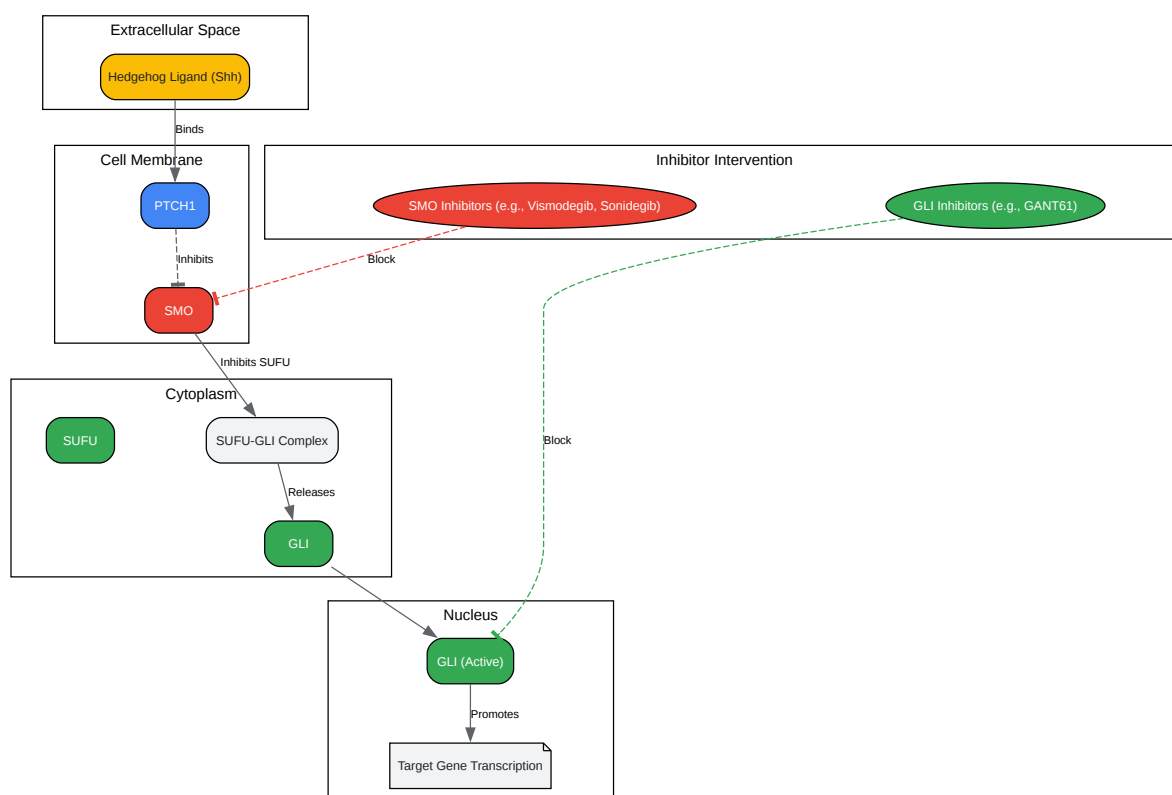 Extracellular Space
Hedgehog Ligand (Shh)
Binds
Cell Membrane
Inhibitor Intervention
PTCH1
SMO Inhibitors (e.g., Vismodegib, Sonidegib)
GLI Inhibitors (e.g., GANT61)
Inhibits
Block
SMO
Inhibits SUFU
Cytoplasm
SUFU
SUFU-GLI Complex
Block
Releases
GLI
Nucleus
GLI (Active)
Promotes
Target Gene Transcription